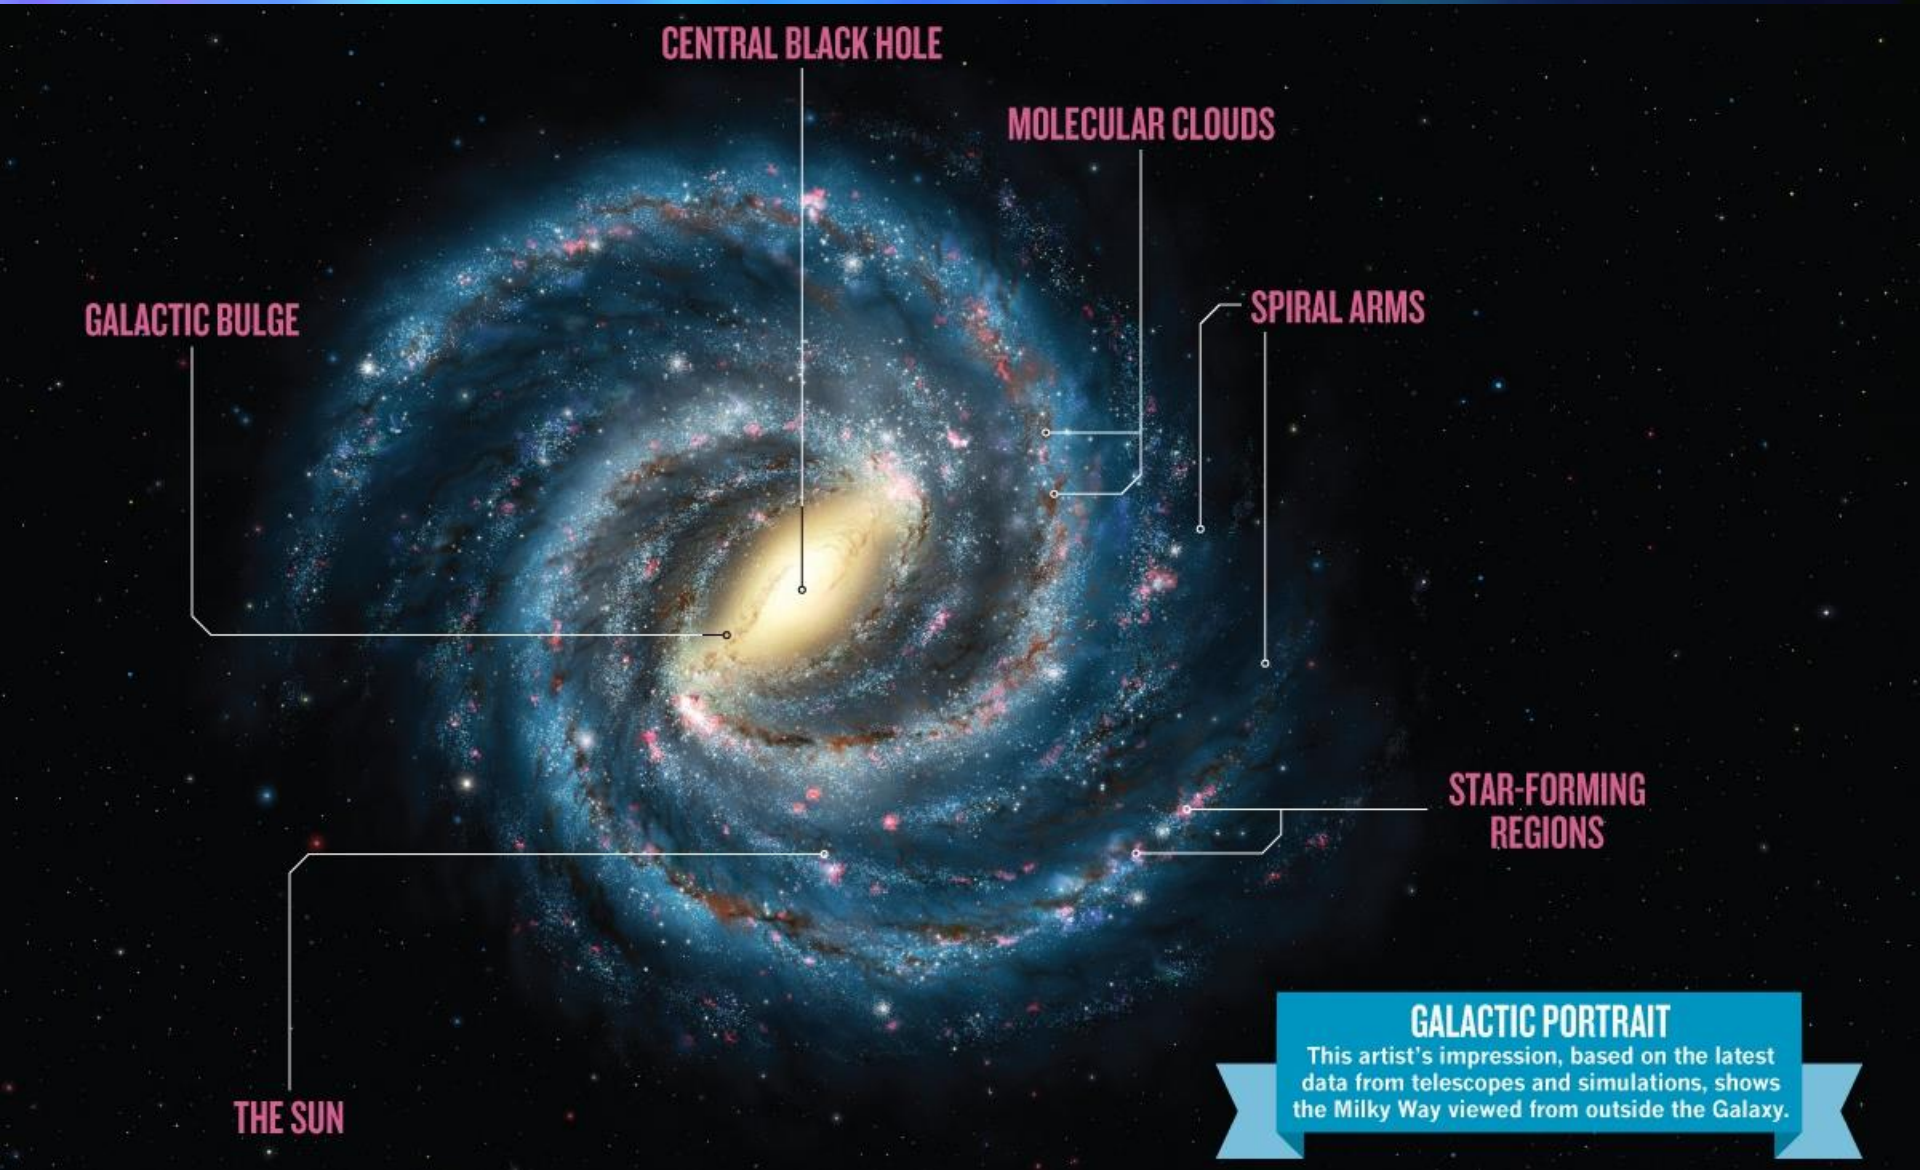 CENTRAL BLACK HOLE
MOLECULAR CLOUDS
GALACTIC BULGE
SPIRAL ARMS
STAR-FORMING
REGIONS
THE SUN
GALACTIC PORTRAIT
This artist's impression, based on the latest
data from telescopes and simulations, shows
the Milky Way viewed from outside the Galaxy.